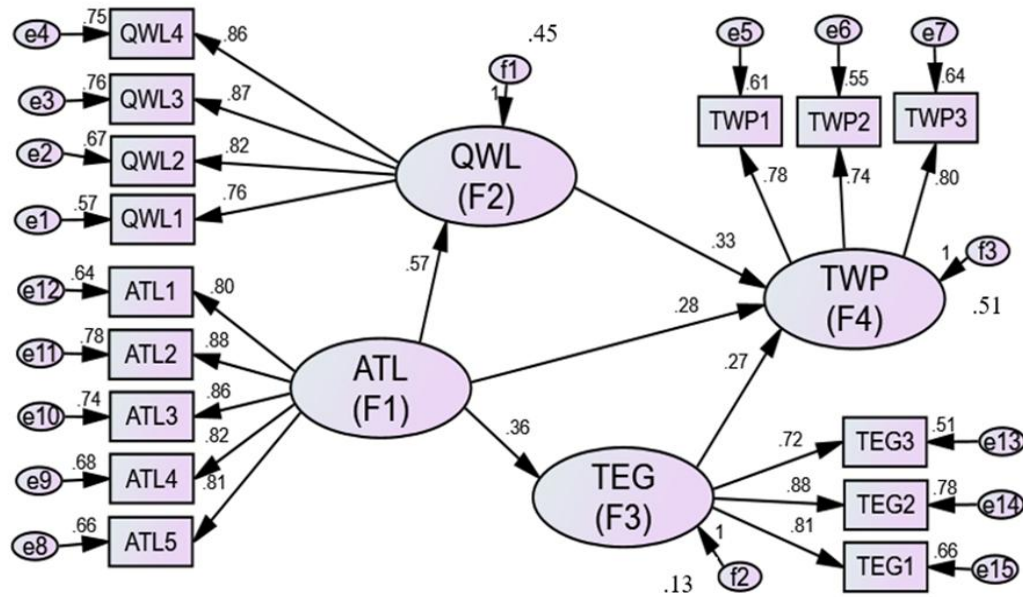 e4
.75
QWL4
.86
e3
.76
QWL3
.87
e2
.67
QWL2
.82
e1
.57
QWL1
.76
.45
f1
1
QWL
(F2)
e5
e6
e7
.61
.55
.64
TWP1
TWP2
TWP3
.78
.74
.80
.33
.57
e12
.64
ATL1
.80
e11
.78
ATL2
.88
e10
.74
ATL3
.86
e9
.68
ATL4
.82
e8
.66
ATL5
.81
ATL
(F1)
.28
TWP
(F4)
1
f3
.51
.36
.27
TEG
(F3)
1
f2
.13
.72
TEG3
.51
e13
.88
TEG2
.78
e14
.81
TEG1
.66
e15